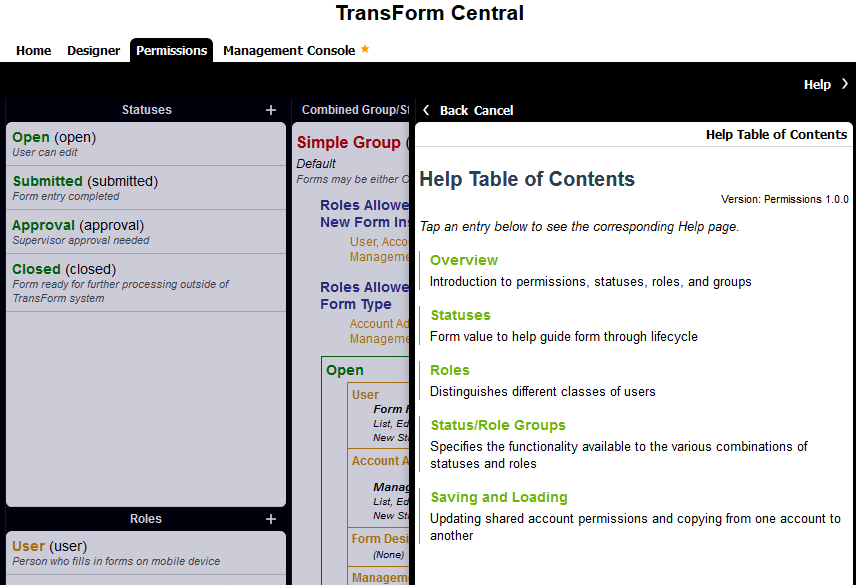 TransForm Central
Home Designer Permissions Management Console
Help
Statuses
Open (open)
User can edit
Submitted (submitted)
Form entry completed
Approval (approval)
Supervisor approval needed
Closed (closed)
Form ready for further processing outside of
TransForm system
Roles
User (user)
Person who fills in forms on mobile device
Combined Group/St
Simple Group (
Default
Forms may be either
Roles Allowe
New Form Ins
User, Accou
Manageme
Roles Allowe
Form Type
Account Ad
Manageme
Open
User
Form
List, Ed
New Sta
Account A
Manag
List, Ed
New Sta
Form Desi
(None)
Managem
Back Cancel
Help Table of Contents
Help Table of Contents
Version: Permissions 1.0.0
Tap an entry below to see the corresponding Help page.
Overview
Introduction to permissions, statuses, roles, and groups
Statuses
Form value to help guide form through lifecycle
Roles
Distinguishes different classes of users
Status/Role Groups
Specifies the functionality available to the various combinations of
statuses and roles
Saving and Loading
Updating shared account permissions and copying from one account to
another